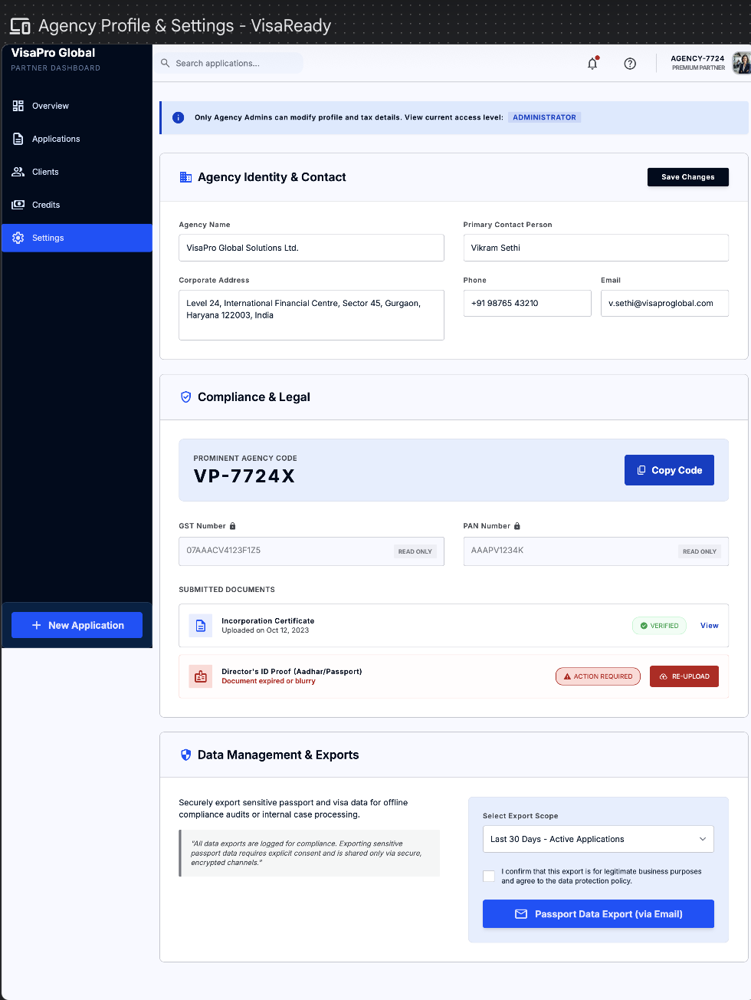 Agency Profile & Settings - VisaReady
VisaPro Global
PARTNER DASHBOARD
Overview
Applications
Clients
Credits
Settings
New Application
Search applications...
AGENCY-7724
PREMIUM PARTNER
Only Agency Admins can modify profile and tax details. View current access level: ADMINISTRATOR
Agency Identity & Contact
Save Changes
Agency Name
VisaPro Global Solutions Ltd.
Primary Contact Person
Vikram Sethi
Corporate Address
Level 24, International Financial Centre, Sector 45, Gurgaon,
Haryana 122003, India
Phone
+91 98765 43210
Email
v.sethi@visaproglobal.com
Compliance & Legal
PROMINENT AGENCY CODE
VP-7724X
Copy Code
GST Number
07AAACV4123F1Z5
READ ONLY
PAN Number
AAAPV1234K
READ ONLY
SUBMITTED DOCUMENTS
Incorporation Certificate
Uploaded on Oct 12, 2023
VERIFIED
View
Director's ID Proof (Aadhar/Passport)
Document expired or blurry
ACTION REQUIRED
RE-UPLOAD
Data Management & Exports
Securely export sensitive passport and visa data for offline
compliance audits or internal case processing.
"All data exports are logged for compliance. Exporting sensitive
passport data requires explicit consent and is shared only via secure,
encrypted channels."
Select Export Scope
Last 30 Days - Active Applications
I confirm that this export is for legitimate business purposes
and agree to the data protection policy.
Passport Data Export (via Email)